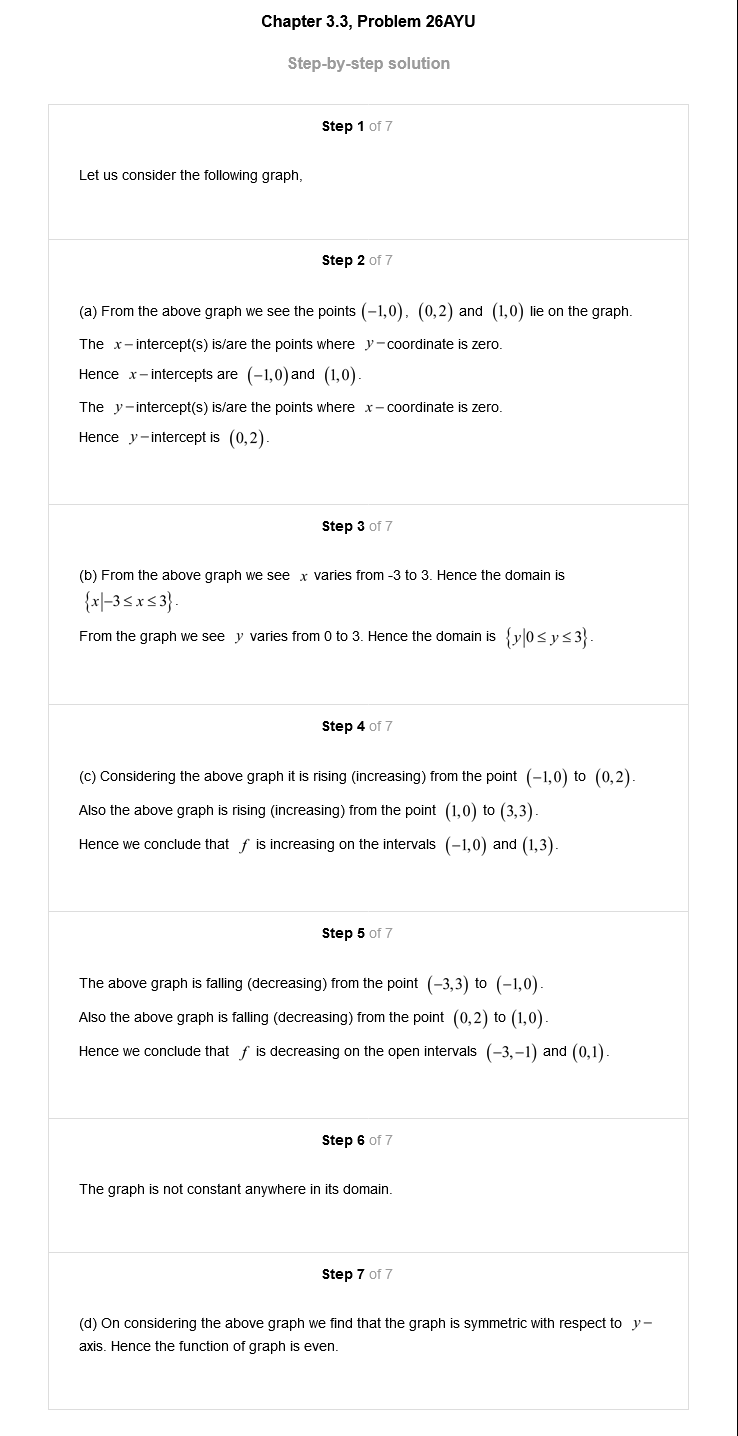 Chapter 3.3, Problem 26AYU
Step-by-step solution
Step 1 of 7
Let us consider the following graph,
Step 2 of 7
(a) From the above graph we see the points (−1,0), (0,2) and (1,0) lie on the graph.
The x−intercept(s) is/are the points where y−coordinate is zero.
Hence x−intercepts are (−1,0) and (1,0).
The y−intercept(s) is/are the points where x−coordinate is zero.
Hence y−intercept is (0,2).
Step 3 of 7
(b) From the above graph we see x varies from -3 to 3. Hence the domain is
{x|−3≤x≤3}.
From the graph we see y varies from 0 to 3. Hence the domain is {y|0≤y≤3}.
Step 4 of 7
(c) Considering the above graph it is rising (increasing) from the point (−1,0) to (0,2).
Also the above graph is rising (increasing) from the point (1,0) to (3,3).
Hence we conclude that f is increasing on the intervals (−1,0) and (1,3).
Step 5 of 7
The above graph is falling (decreasing) from the point (−3,3) to (−1,0).
Also the above graph is falling (decreasing) from the point (0,2) to (1,0).
Hence we conclude that f is decreasing on the open intervals (−3,−1) and (0,1).
Step 6 of 7
The graph is not constant anywhere in its domain.
Step 7 of 7
(d) On considering the above graph we find that the graph is symmetric with respect to y−
axis. Hence the function of graph is even.